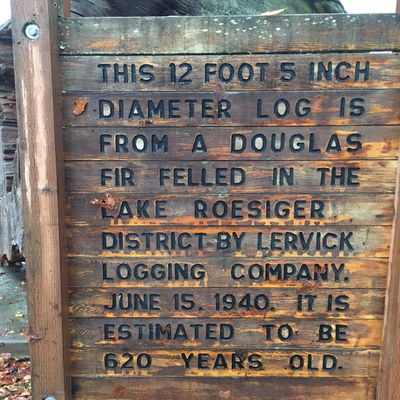 THIS 12 FOOT 5 INCH
DIAMETER LOG IS
FROM A DOUGLAS
FIR FELLED IN THE
LAKE ROESIGER
DISTRICT BY LERVICK
LOGGING COMPANY.
JUNE 15, 1940. IT IS
ESTIMATED TO BE
620 YEARS OLD.